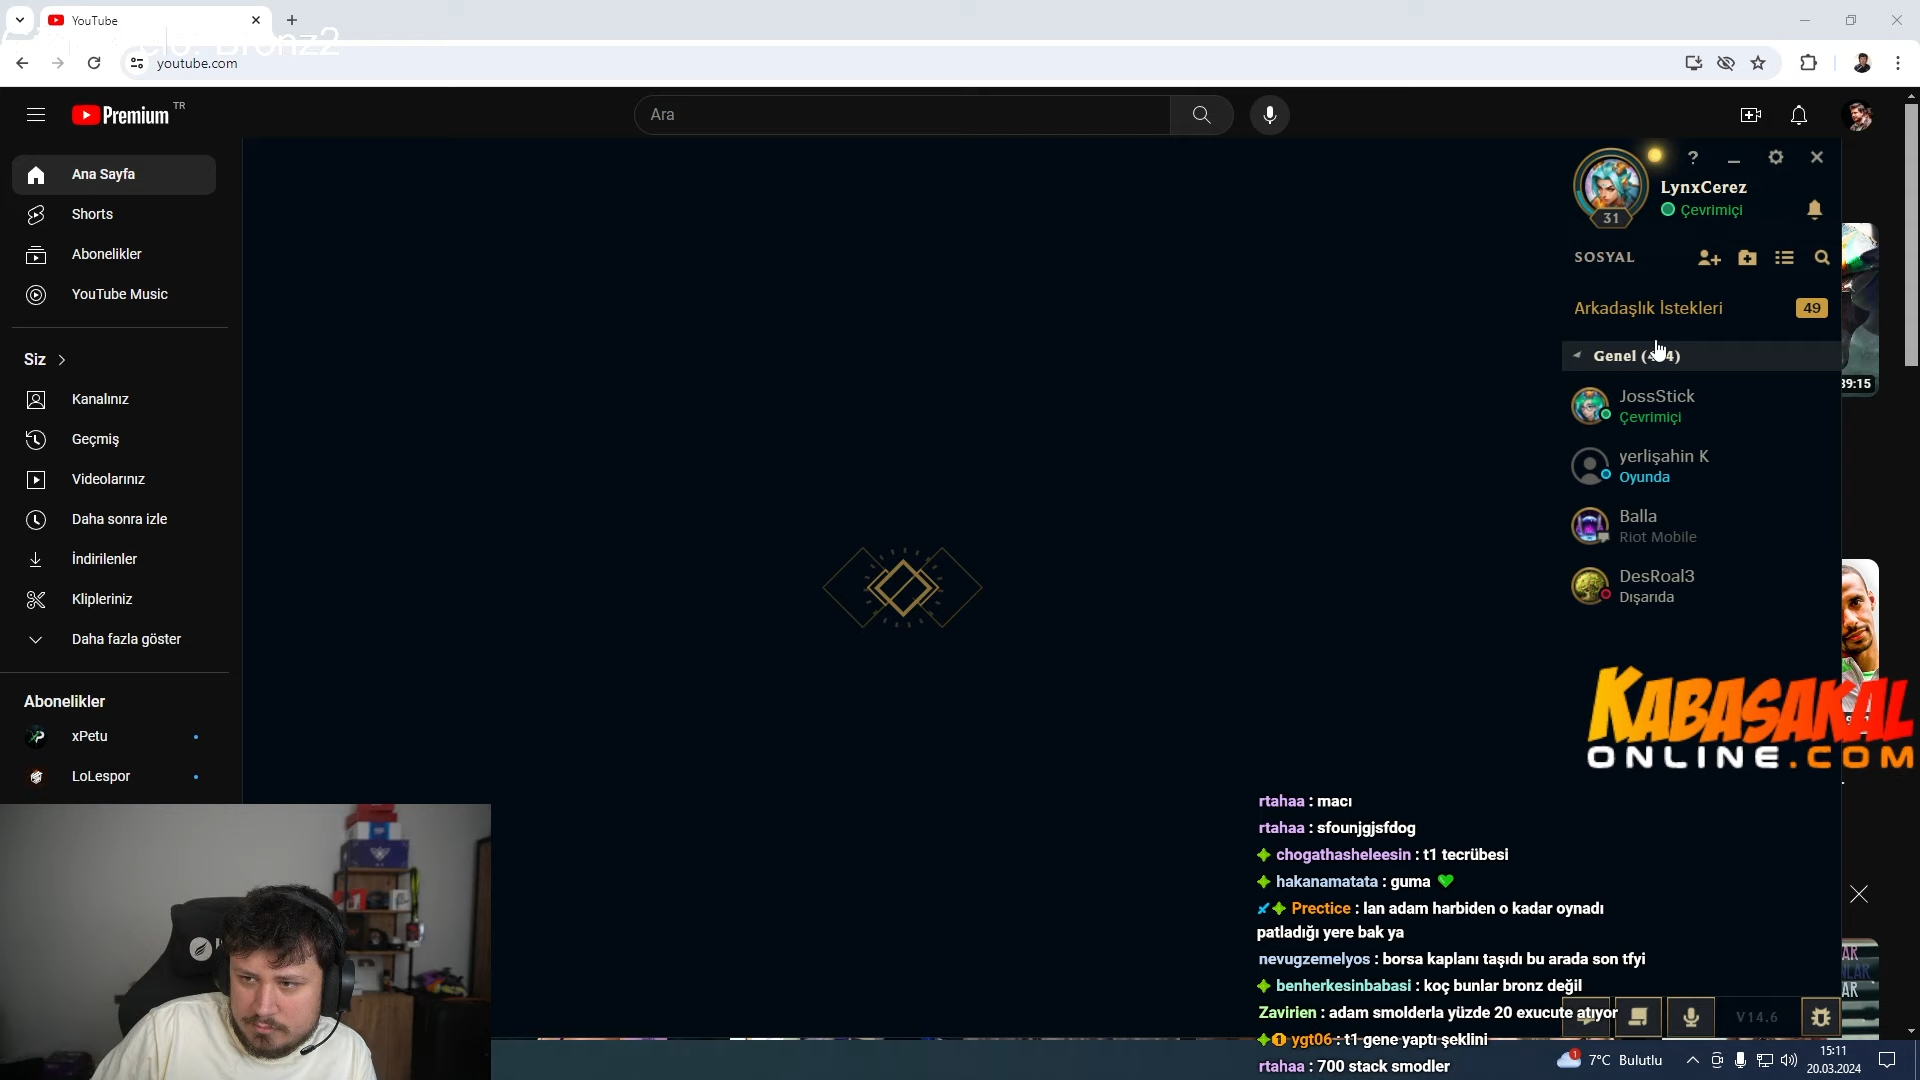 YouTube
elo: Bronz2
youtube.com
Premium TR
Ara
Ana Sayfa
Shorts
Abonelikler
YouTube Music
Siz
Kanalınız
Geçmiş
Videolarınız
Daha sonra izle
İndirilenler
Klipleriniz
Daha fazla göster
Abonelikler
xPetu
LoLespor
31
LynxCerez
Çevrimiçi
SOSYAL
Arkadaşlık İstekleri 49
Genel
JossStick
Çevrimiçi
yerlişahin K
Oyunda
Balla
Riot Mobile
DesRoal3
Dışarıda
39:15
KABASAKAL
ONLINE.COM
rtahaa : macı
rtahaa : sfounjgjsfdog
chogathasheleesin : t1 tecrübesi
hakanamatata : guma
Prectice : lan adam harbiden o kadar oynadı
patladığı yere bak ya
nevugzemelyos : borsa kaplanı taşıdı bu arada son tfyi
benherkesinbabasi : koç bunlar bronz değil
Zavirien : adam smolderla yüzde 20 exucute atıyor
ygt06 : t1 gene yaptı şeklini
rtahaa : 700 stack smodler
V14.6
1 7°C Bulutlu
15:11
20.03.2024